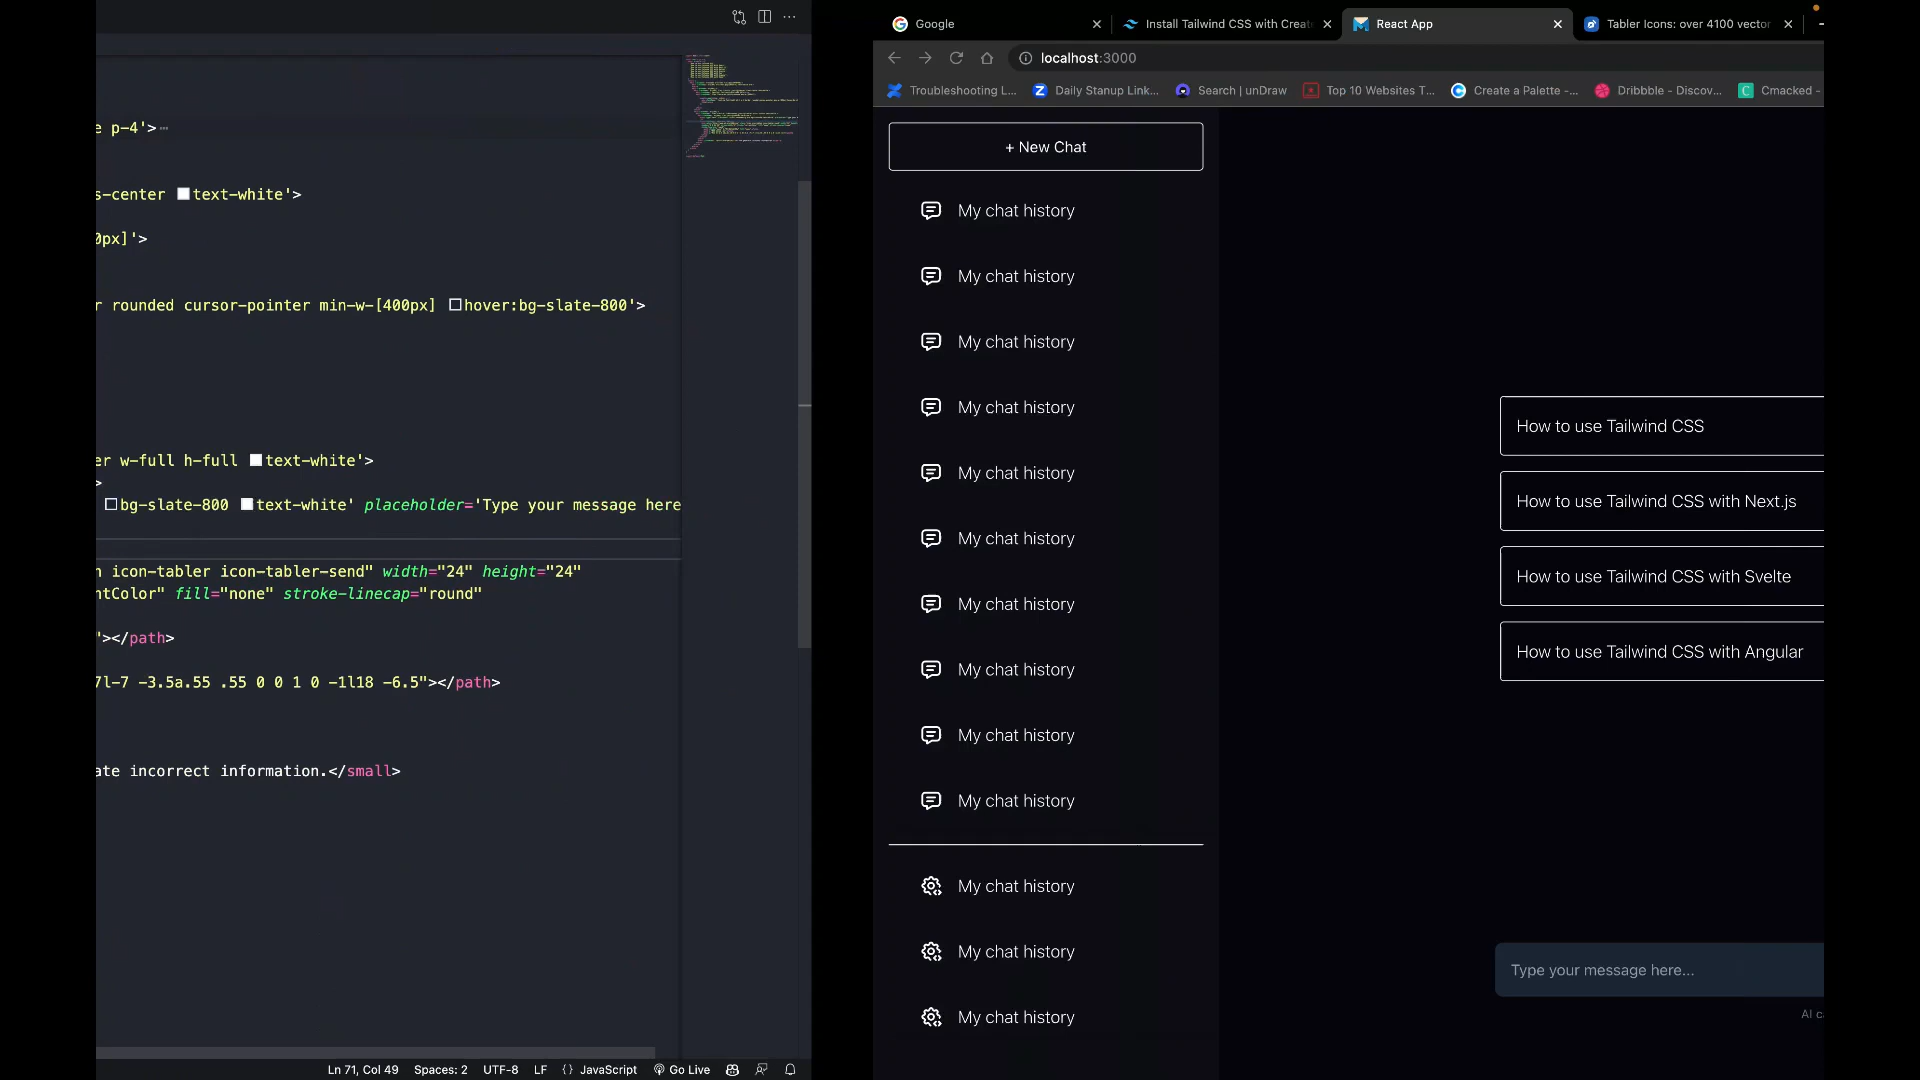 e p-4'>
s-center text-white'>
0px]'>
r rounded cursor-pointer min-w-[400px] hover:bg-slate-800'>
er w-full h-full text-white'>
>
bg-slate-800 text-white' placeholder='Type your message here
n icon-tabler icon-tabler-send" width="24" height="24"
ntColor" fill="none" stroke-linecap="round"
"></path>
7l-7 -3.5a.55 .55 0 0 1 0 -1l18 -6.5"></path>
ate incorrect information.</small>
Ln 71, Col 49 Spaces: 2 UTF-8 LF {} JavaScript Go Live
Google Install Tailwind CSS with Creat React App Tabler Icons: over 4100 vector
localhost:3000
Troubleshooting L... Daily Stanup Link... Search | unDraw Top 10 Websites T... Create a Palette -... Dribbble - Discov... Cmacked -
+ New Chat
My chat history
My chat history
My chat history
My chat history
My chat history
My chat history
My chat history
My chat history
My chat history
My chat history
My chat history
My chat history
My chat history
How to use Tailwind CSS
How to use Tailwind CSS with Next.js
How to use Tailwind CSS with Svelte
How to use Tailwind CSS with Angular
Type your message here...
AI ca